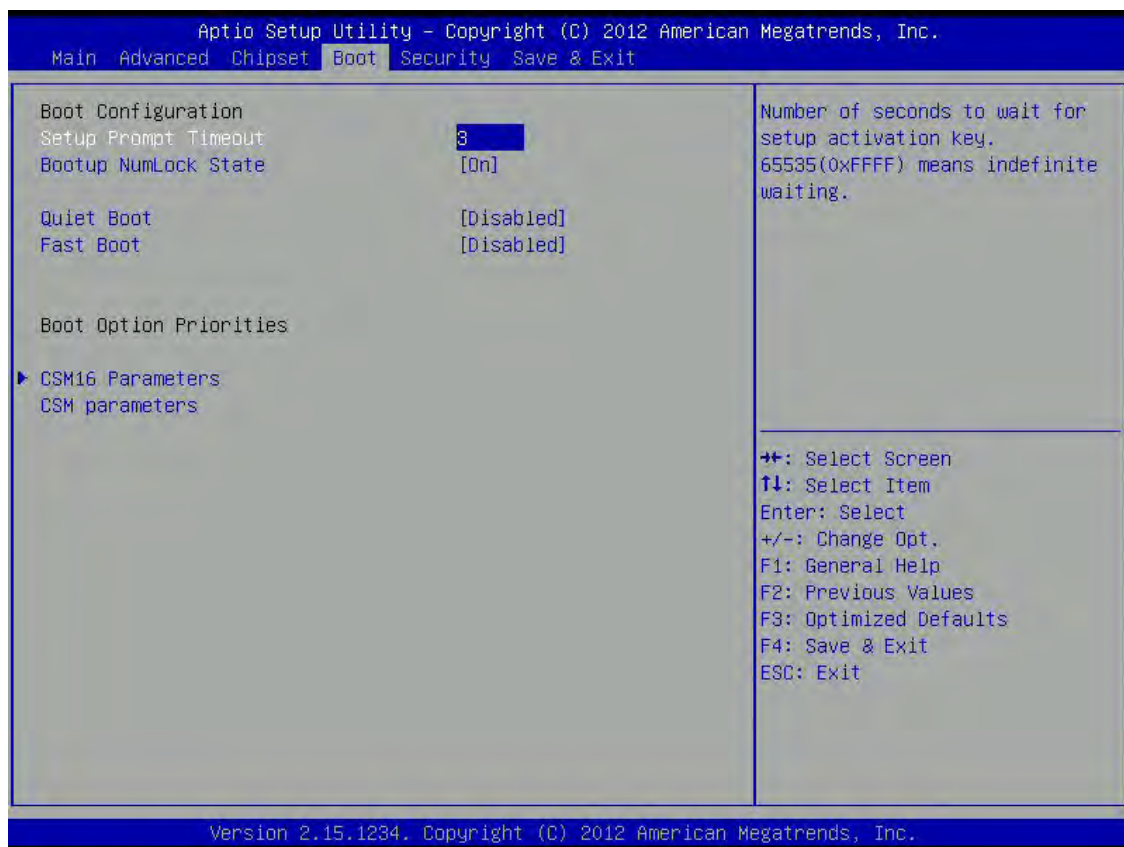 Aptio Setup Utility – Copyright (C) 2012 American Megatrends, Inc.
Main Advanced Chipset Boot Security Save & Exit
Boot Configuration
Setup Prompt Timeout 3
Bootup NumLock State [On]
Quiet Boot [Disabled]
Fast Boot [Disabled]
Boot Option Priorities
CSM16 Parameters
CSM parameters
Number of seconds to wait for
setup activation key.
65535(0xFFFF) means indefinite
waiting.
→←: Select Screen
↑↓: Select Item
Enter: Select
+/-: Change Opt.
F1: General Help
F2: Previous Values
F3: Optimized Defaults
F4: Save & Exit
ESC: Exit
Version 2.15.1234. Copyright (C) 2012 American Megatrends, Inc.